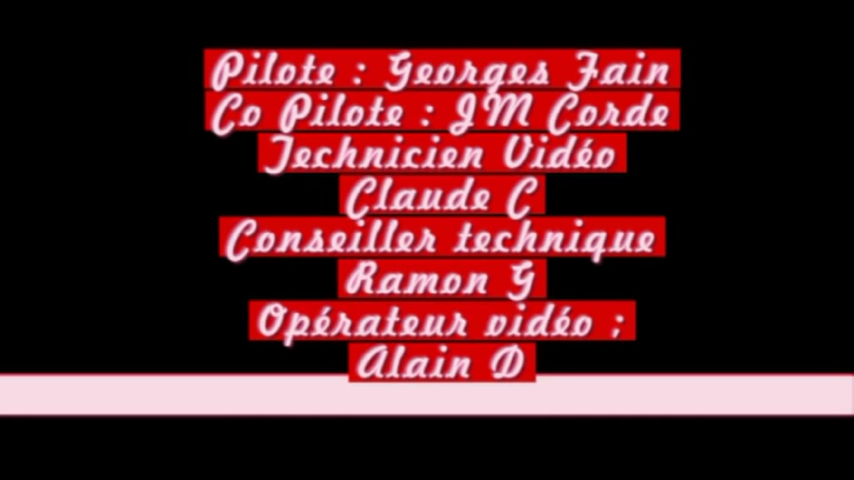 Pilote : Georges Fain
Co Pilote : JM Corde
Technicien Vidéo
Claude C
Conseiller technique
Ramon G
Opérateur vidéo ;
Alain D